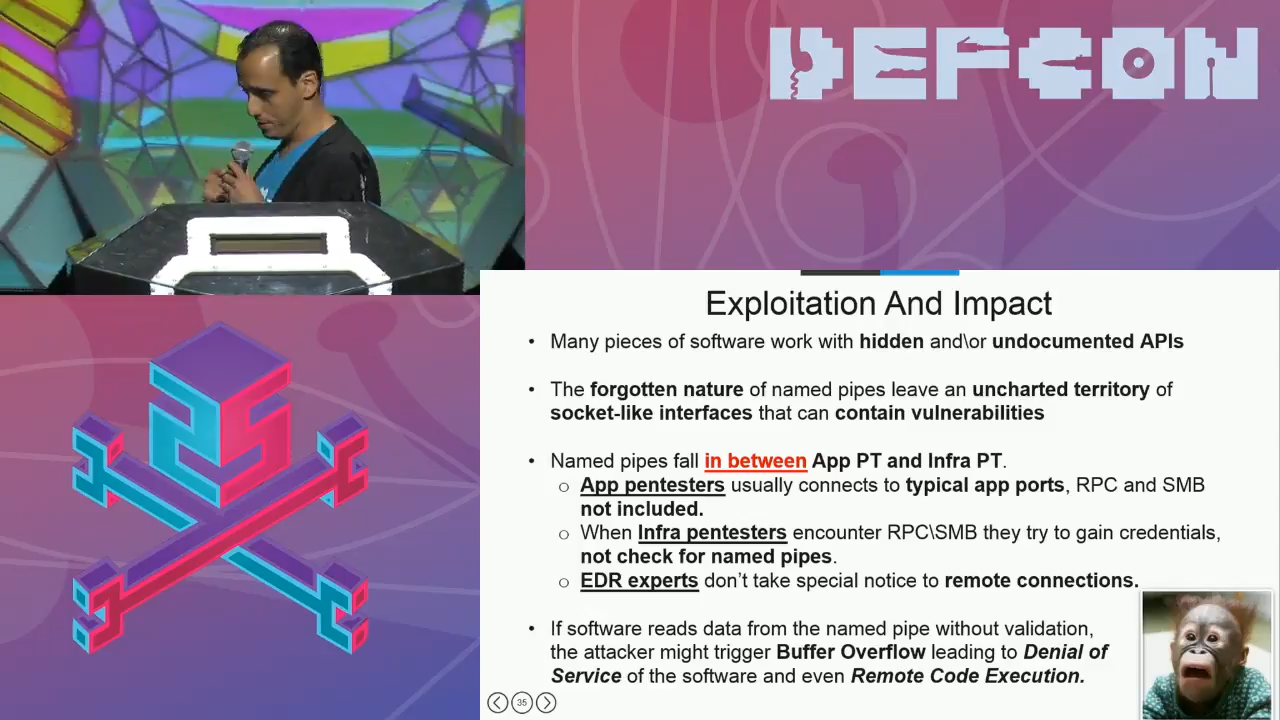 DEFCON
Exploitation And Impact
• Many pieces of software work with hidden and\or undocumented APIs
• The forgotten nature of named pipes leave an uncharted territory of
socket-like interfaces that can contain vulnerabilities
• Named pipes fall in between App PT and Infra PT.
o App pentesters usually connects to typical app ports, RPC and SMB
not included.
o When Infra pentesters encounter RPC\SMB they try to gain credentials,
not check for named pipes.
o EDR experts don’t take special notice to remote connections.
• If software reads data from the named pipe without validation,
the attacker might trigger Buffer Overflow leading to Denial of
Service of the software and even Remote Code Execution.
35